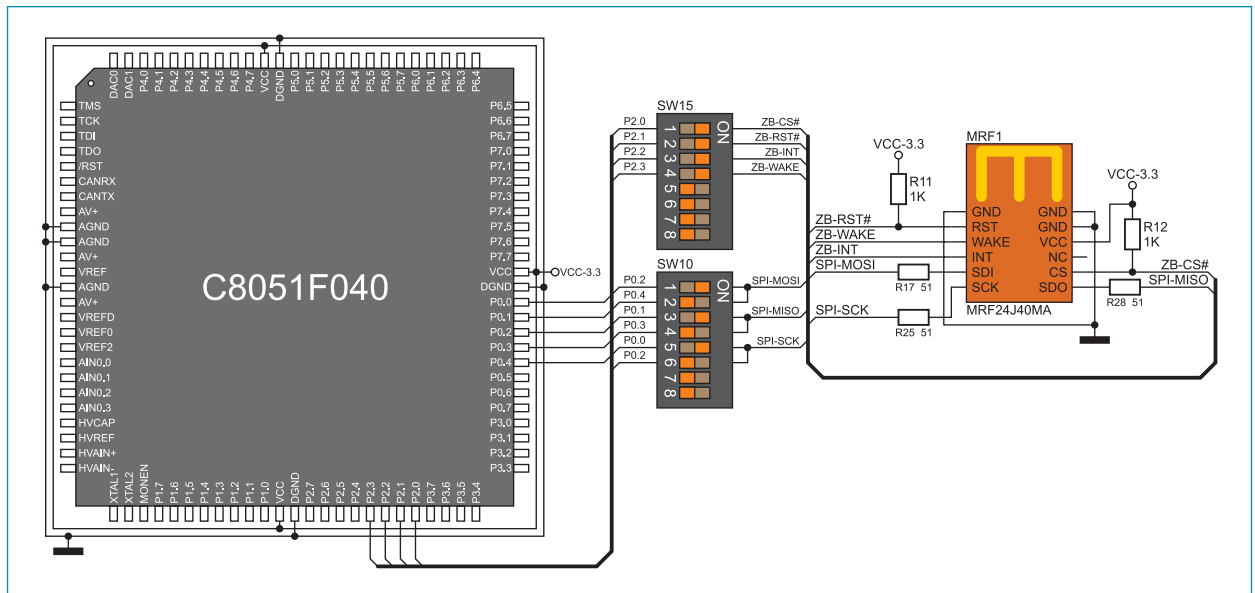 DAC0
DAC1
P4.0
P4.1
P4.2
P4.3
P4.4
P4.5
P4.6
P4.7
VCC
DGND
P5.0
P5.1
P5.2
P5.3
P5.4
P5.5
P5.6
P5.7
P6.0
P6.1
P6.2
P6.3
P6.4
TMS
TCK
TDI
TDO
/RST
CANRX
CANTX
AV+
AGND
AGND
AV+
VREF
AGND
AV+
VREFD
VREF0
VREF2
AIN0.0
AIN0.1
AIN0.2
AIN0.3
HVCAP
HVREF
HVAIN+
HVAIN-
C8051F040
P6.5
P6.6
P6.7
P7.0
P7.1
P7.2
P7.3
P7.4
P7.5
P7.6
P7.7
VCC
DGND
P0.0
P0.1
P0.2
P0.3
P0.4
P0.5
P0.6
P0.7
P3.0
P3.1
P3.2
P3.3
XTAL1
XTAL2
MONEN
P1.7
P1.6
P1.5
P1.4
P1.3
P1.2
P1.1
P1.0
VCC
DGND
P2.7
P2.6
P2.5
P2.4
P2.3
P2.2
P2.1
P2.0
P3.7
P3.6
P3.5
P3.4
VCC-3.3
SW15
P2.0 1 ON ZB-CS#
P2.1 2 ZB-RST#
P2.2 3 ZB-INT
P2.3 4 ZB-WAKE
5
6
7
8
SW10
P0.2 1 ON SPI-MOSI
P0.4 2
P0.1 3 SPI-MISO
P0.3 4
P0.0 5 SPI-SCK
P0.2 6
7
8
VCC-3.3
R11
1K
ZB-RST#
ZB-WAKE
ZB-INT
SPI-MOSI
R17 51
SPI-SCK
R25 51
MRF1
GND
RST
WAKE
INT
SDI
SCK
GND
GND
VCC
NC
CS
SDO
MRF24J40MA
VCC-3.3
R12
1K
ZB-CS#
SPI-MISO
R28 51